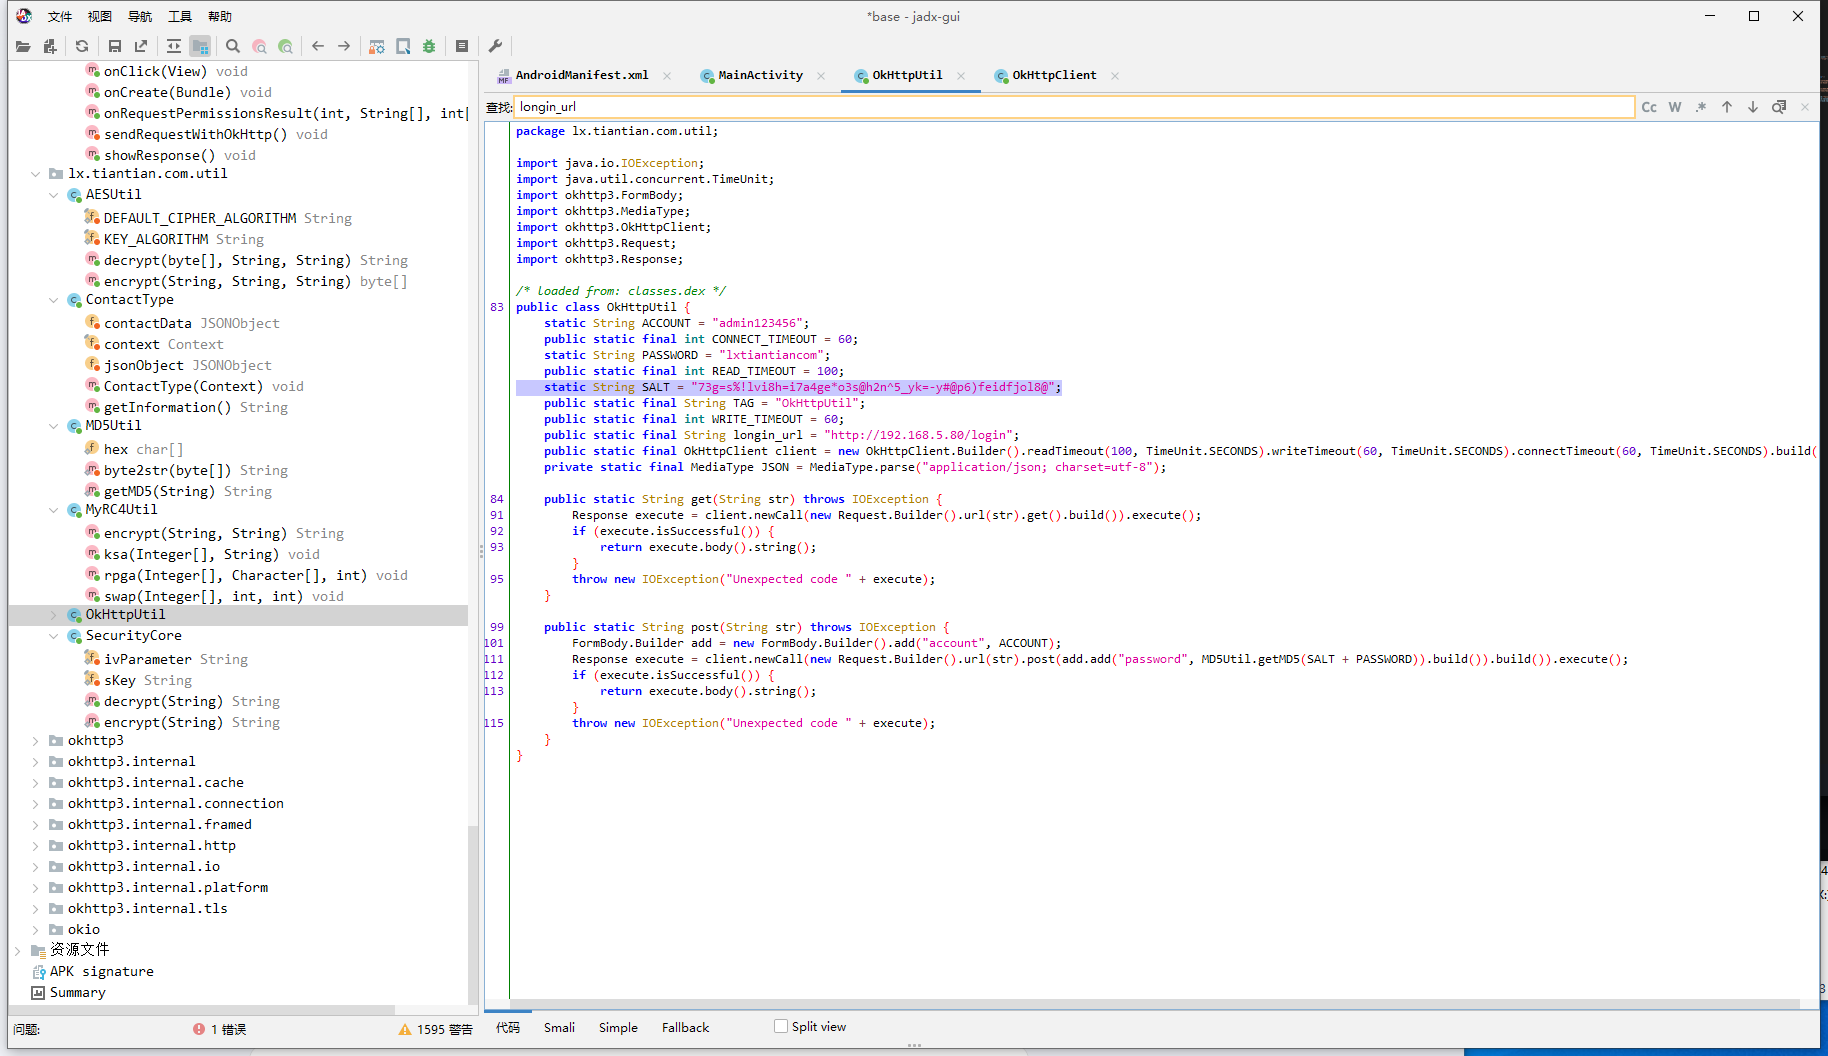 文件 视图 导航 工具 帮助
*base - jadx-gui
onClick(View) void
onCreate(Bundle) void
onRequestPermissionsResult(int, String[], int[
sendRequestWithOkHttp() void
showResponse() void
lx.tiantian.com.util
AESUtil
DEFAULT_CIPHER_ALGORITHM String
KEY_ALGORITHM String
decrypt(byte[], String, String) String
encrypt(String, String, String) byte[]
ContactType
contactData JSONObject
context Context
jsonObject JSONObject
ContactType(Context) void
getInformation() String
MD5Util
hex char[]
byte2str(byte[]) String
getMD5(String) String
MyRC4Util
encrypt(String, String) String
ksa(Integer[], String) void
rpga(Integer[], Character[], int) void
swap(Integer[], int, int) void
OkHttpUtil
SecurityCore
ivParameter String
sKey String
decrypt(String) String
encrypt(String) String
okhttp3
okhttp3.internal
okhttp3.internal.cache
okhttp3.internal.connection
okhttp3.internal.framed
okhttp3.internal.http
okhttp3.internal.io
okhttp3.internal.platform
okhttp3.internal.tls
okio
资源文件
APK signature
Summary
问题: 1 错误 1595 警告
AndroidManifest.xml MainActivity OkHttpUtil OkHttpClient
查找: longin_url Cc W .*
package lx.tiantian.com.util;
import java.io.IOException;
import java.util.concurrent.TimeUnit;
import okhttp3.FormBody;
import okhttp3.MediaType;
import okhttp3.OkHttpClient;
import okhttp3.Request;
import okhttp3.Response;
/* loaded from: classes.dex */
83 public class OkHttpUtil {
static String ACCOUNT = "admin123456";
public static final int CONNECT_TIMEOUT = 60;
static String PASSWORD = "lxtiantiancom";
public static final int READ_TIMEOUT = 100;
static String SALT = "73g=s%!lvi8h=i7a4ge*o3s@h2n^5_yk=-y#@p6)feidfjol8@";
public static final String TAG = "OkHttpUtil";
public static final int WRITE_TIMEOUT = 60;
public static final String longin_url = "http://192.168.5.80/login";
public static final OkHttpClient client = new OkHttpClient.Builder().readTimeout(100, TimeUnit.SECONDS).writeTimeout(60, TimeUnit.SECONDS).connectTimeout(60, TimeUnit.SECONDS).build(
private static final MediaType JSON = MediaType.parse("application/json; charset=utf-8");
84 public static String get(String str) throws IOException {
91 Response execute = client.newCall(new Request.Builder().url(str).get().build()).execute();
92 if (execute.isSuccessful()) {
93 return execute.body().string();
}
95 throw new IOException("Unexpected code " + execute);
}
99 public static String post(String str) throws IOException {
101 FormBody.Builder add = new FormBody.Builder().add("account", ACCOUNT);
111 Response execute = client.newCall(new Request.Builder().url(str).post(add.add("password", MD5Util.getMD5(SALT + PASSWORD)).build()).build()).execute();
112 if (execute.isSuccessful()) {
113 return execute.body().string();
}
115 throw new IOException("Unexpected code " + execute);
}
}
代码 Smali Simple Fallback Split view